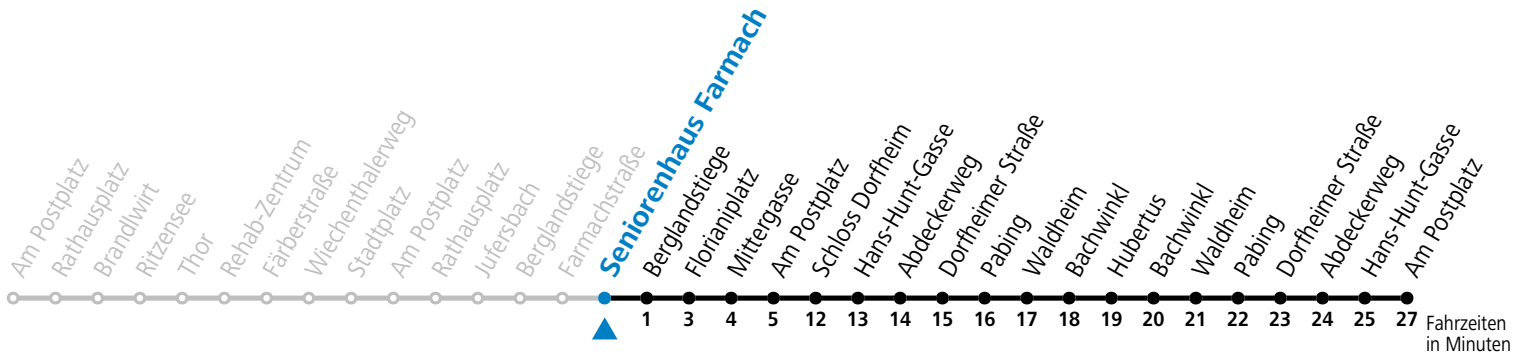 Am Postplatz
Rathausplatz
Brandlwirt
Ritzensee
Thor
Rehab-Zentrum
Färberstraße
Wiechenthalerweg
Stadtplatz
Am Postplatz
Rathausplatz
Jufersbach
Berglandstiege
Farmachstraße
Seniorenhaus Farmach
Berglandstiege
Florianiplatz
Mittergasse
Am Postplatz
Schloss Dorfheim
Hans-Hunt-Gasse
Abdeckerweg
Dorfheimer Straße
Pabing
Waldheim
Bachwinkl
Hubertus
Bachwinkl
Waldheim
Pabing
Dorfheimer Straße
Abdeckerweg
Hans-Hunt-Gasse
Am Postplatz
1 3 4 5 12 13 14 15 16 17 18 19 20 21 22 23 24 25 27 Fahrzeiten
in Minuten